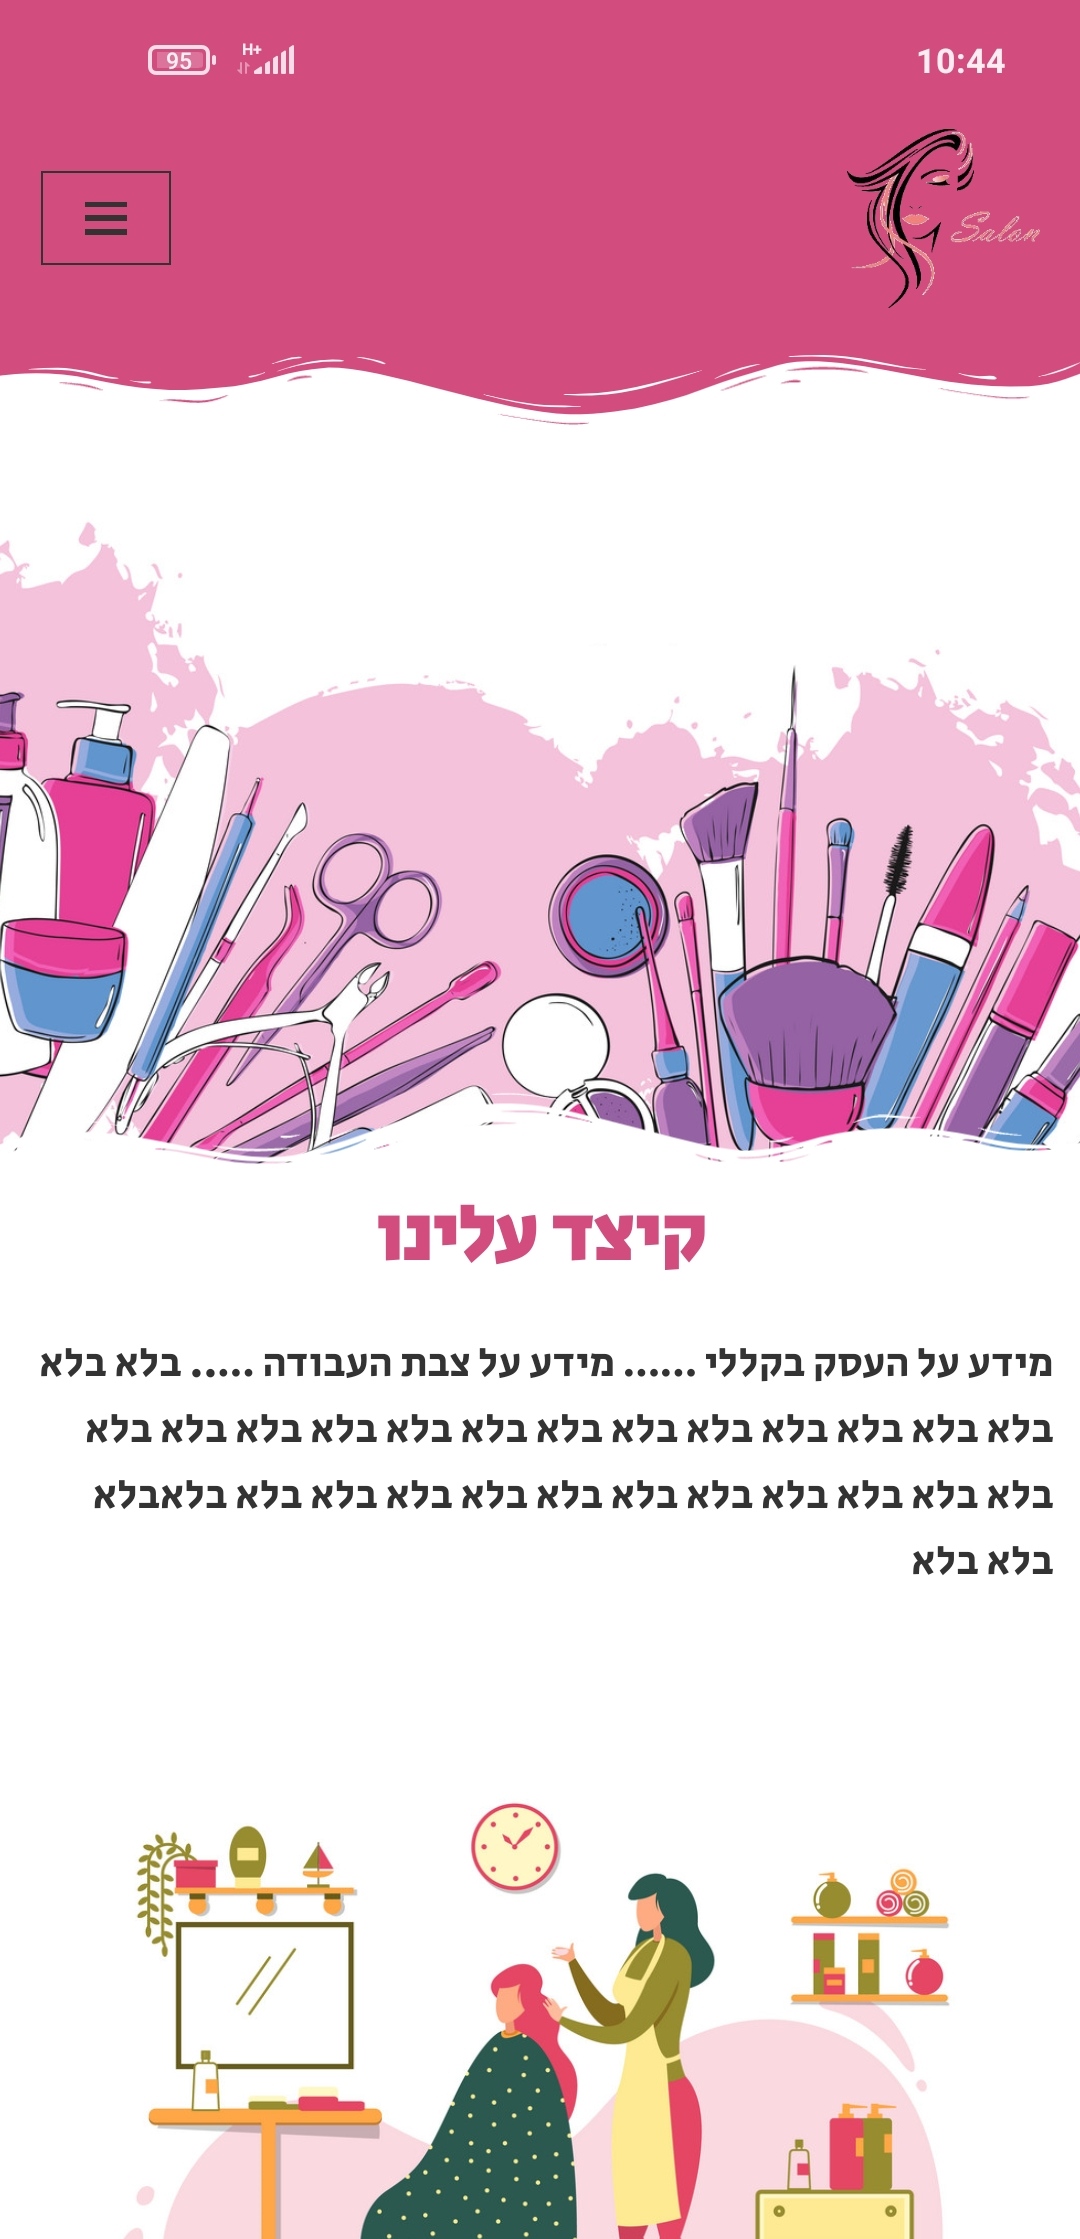 95
H+
10:44
Salon
קיצד עלינו
מידע על העסק בקללי ...... מידע על צבת העבודה ..... בלא בלא
בלא בלא בלא בלא בלא בלא בלא בלא בלא בלא בלא בלא בלא
בלא בלא בלא בלא בלא בלא בלא בלא בלא בלא בלא בלאבלא
בלא בלא